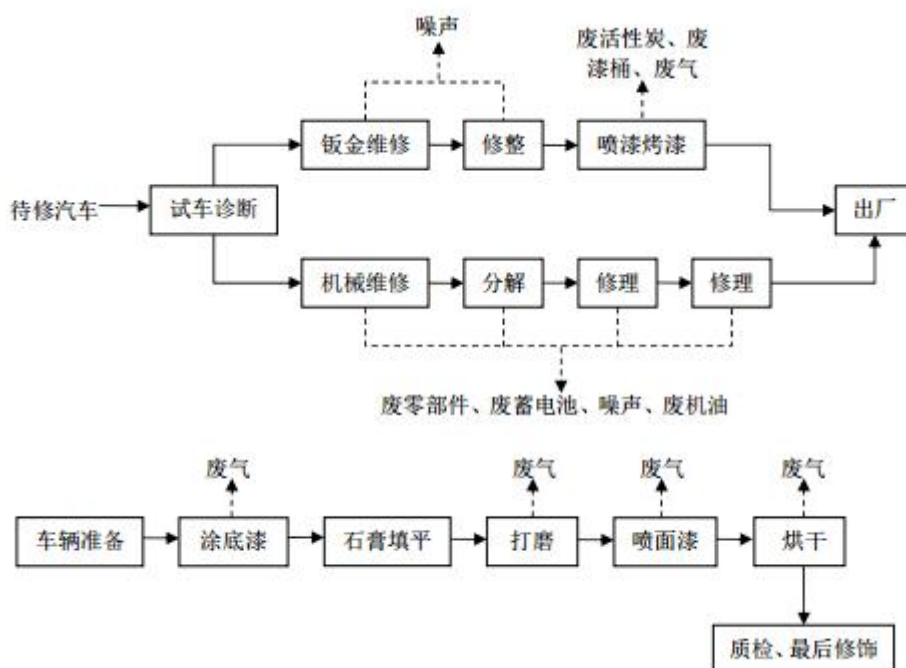 噪声
废活性炭、废
漆桶、废气
钣金维修
修整
喷漆烤漆
待修汽车
试车诊断
出厂
机械维修
分解
修理
修理
废零部件、废蓄电池、噪声、废机油
废气
废气
废气
废气
车辆准备
涂底漆
石膏填平
打磨
喷面漆
烘干
质检、最后修饰